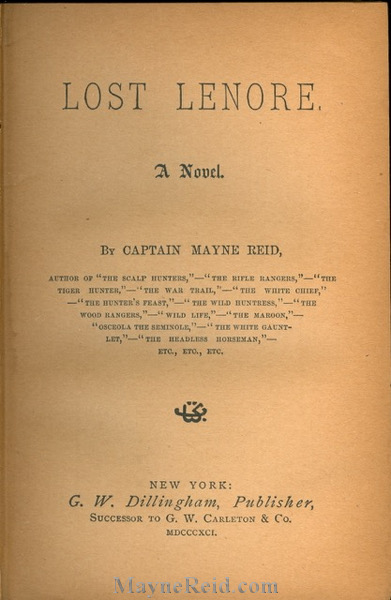 LOST LENORE.
A Novel.
BY CAPTAIN MAYNE REID,
AUTHOR OF "THE SCALP HUNTERS,"—"THE RIFLE RANGERS,"—"THE
TIGER HUNTER,"—"THE WAR TRAIL,"—"THE WHITE CHIEF,"
—"THE HUNTER'S FEAST,"—"THE WILD HUNTRESS,"—"THE
WOOD RANGERS,"—"WILD LIFE,"—"THE MAROON,"—
"OSCEOLA THE SEMINOLE,"—"THE WHITE GAUNT-
LET,"—"THE HEADLESS HORSEMAN,"—
ETC., ETC., ETC.
NEW YORK:
G. W. Dillingham, Publisher,
SUCCESSOR TO G. W. CARLETON & CO.
MDCCCXCI.
MayneReid.com